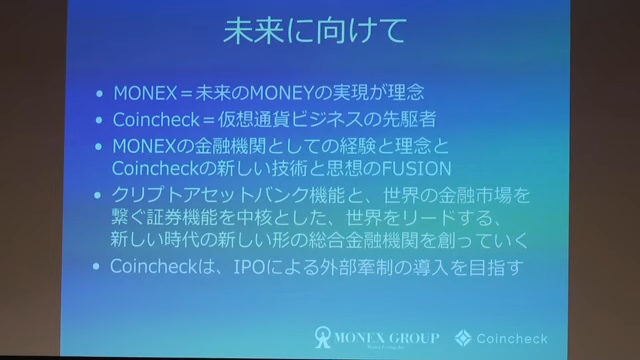 未来に向けて
• MONEX=未来のMONEYの実現が理念
• Coincheck=仮想通貨ビジネスの先駆者
• MONEXの金融機関としての経験と理念と
Coincheckの新しい技術と思想のFUSION
• クリプトアセットバンク機能と、世界の金融市場を
繋ぐ証券機能を中核とした、世界をリードする、
新しい時代の新しい形の総合金融機関を創っていく
• Coincheckは、IPOによる外部牽制の導入を目指す
MONEX GROUP Coincheck